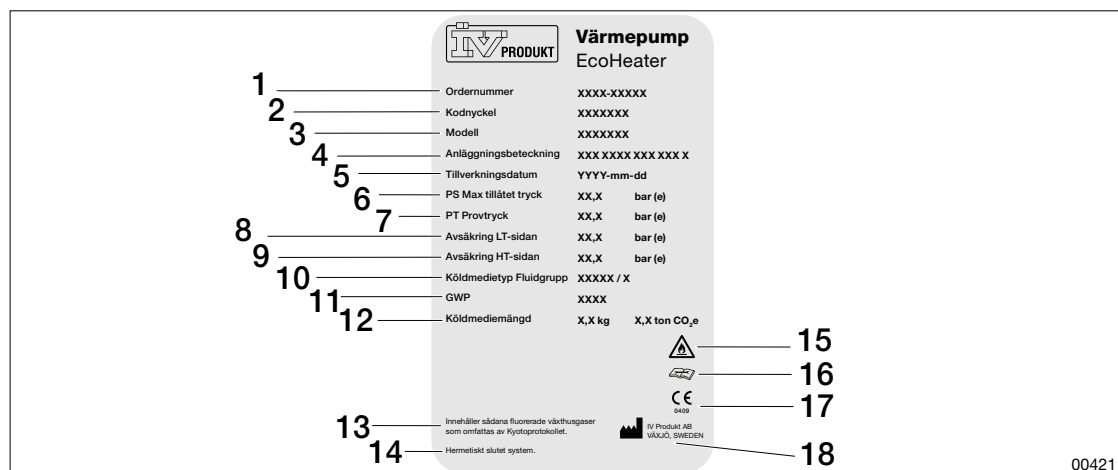 IV PRODUKT
Värmepump
EcoHeater
1 Ordernummer XXXX-XXXXX
2 Kodnyckel XXXXXXX
3 Modell XXXXXXX
4 Anläggningsbeteckning XXX XXXX XXX XXX X
5 Tillverkningsdatum YYYY-mm-dd
6 PS Max tillåtet tryck XX,X bar (e)
7 PT Provtryck XX,X bar (e)
8 Avsäkring LT-sidan XX,X bar (e)
9 Avsäkring HT-sidan XX,X bar (e)
10 Köldmedietyp Fluidgrupp XXXXX / X
11 GWP XXXX
12 Köldmediemängd X,X kg X,X ton CO₂e
15
16
CE 17
0409
13 Innehåller sådana fluorerade växthusgaser
som omfattas av Kyotoprotokollet.
IV Produkt AB
VÄXJÖ, SWEDEN
18
14 Hermetiskt slutet system.
00421